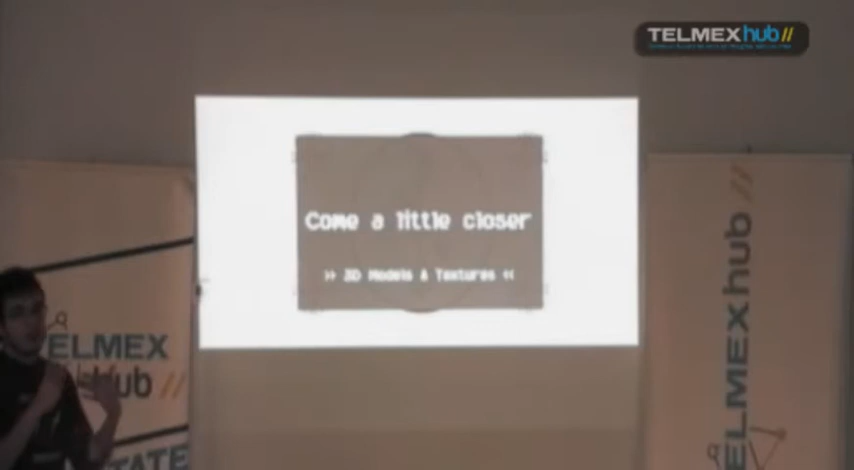 TELMEXhub//
Come a little closer
>> 3D Models & Textures <<
TELMEX
hub //
TELMEXhub //